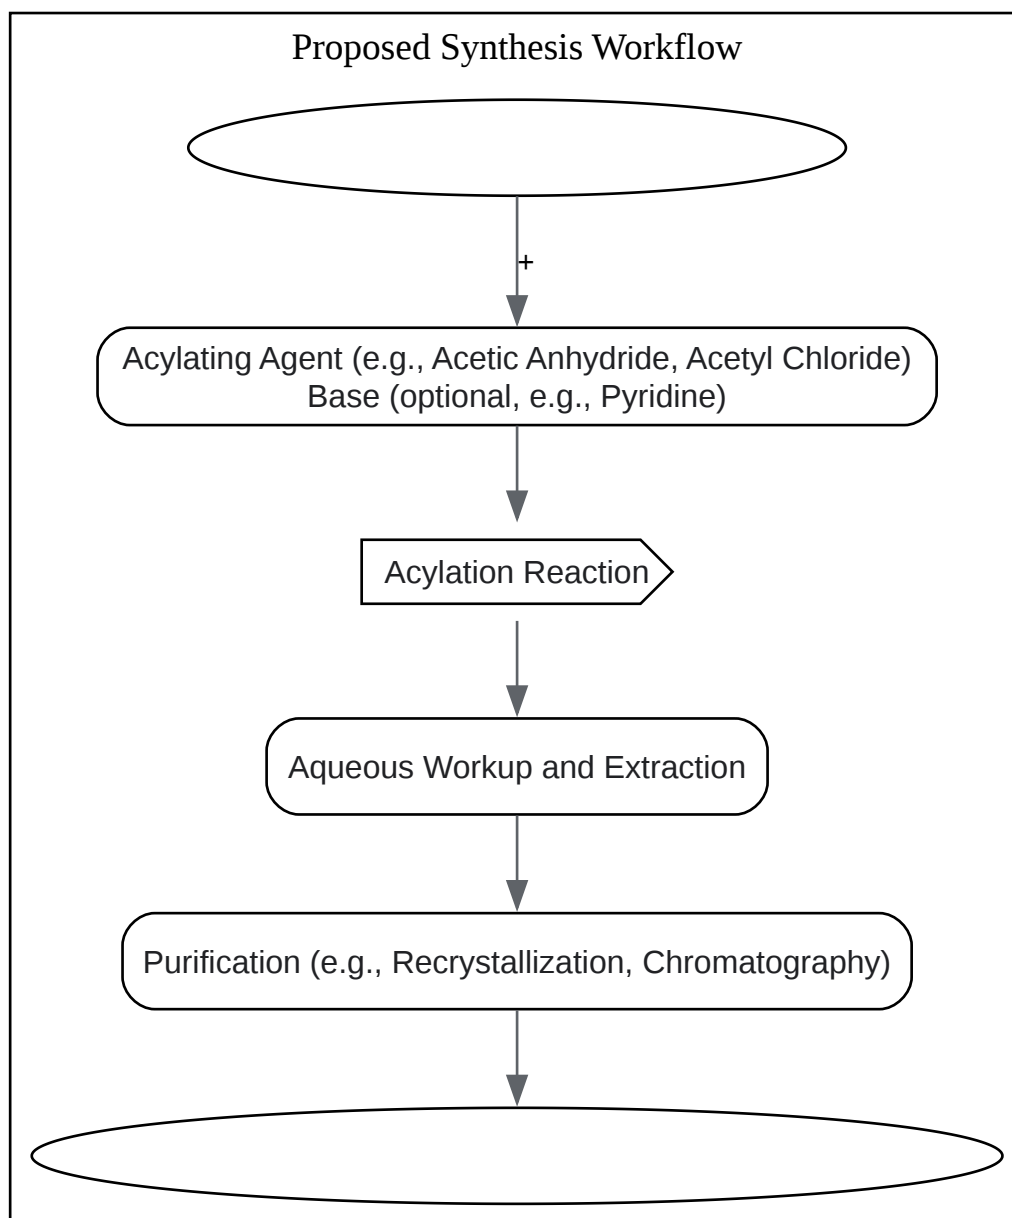 Proposed Synthesis Workflow
+
Acylating Agent (e.g., Acetic Anhydride, Acetyl Chloride)
Base (optional, e.g., Pyridine)
Acylation Reaction
Aqueous Workup and Extraction
Purification (e.g., Recrystallization, Chromatography)